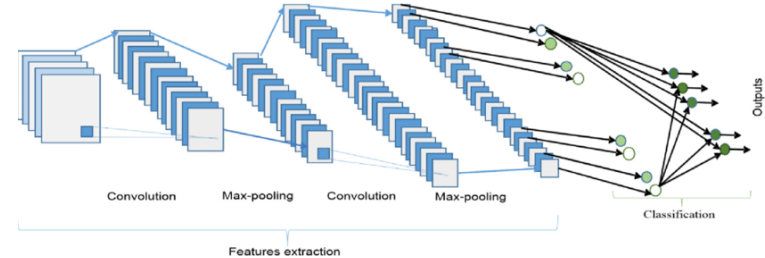 Outputs
Convolution
Max-pooling
Convolution
Max-pooling
Classification
Features extraction